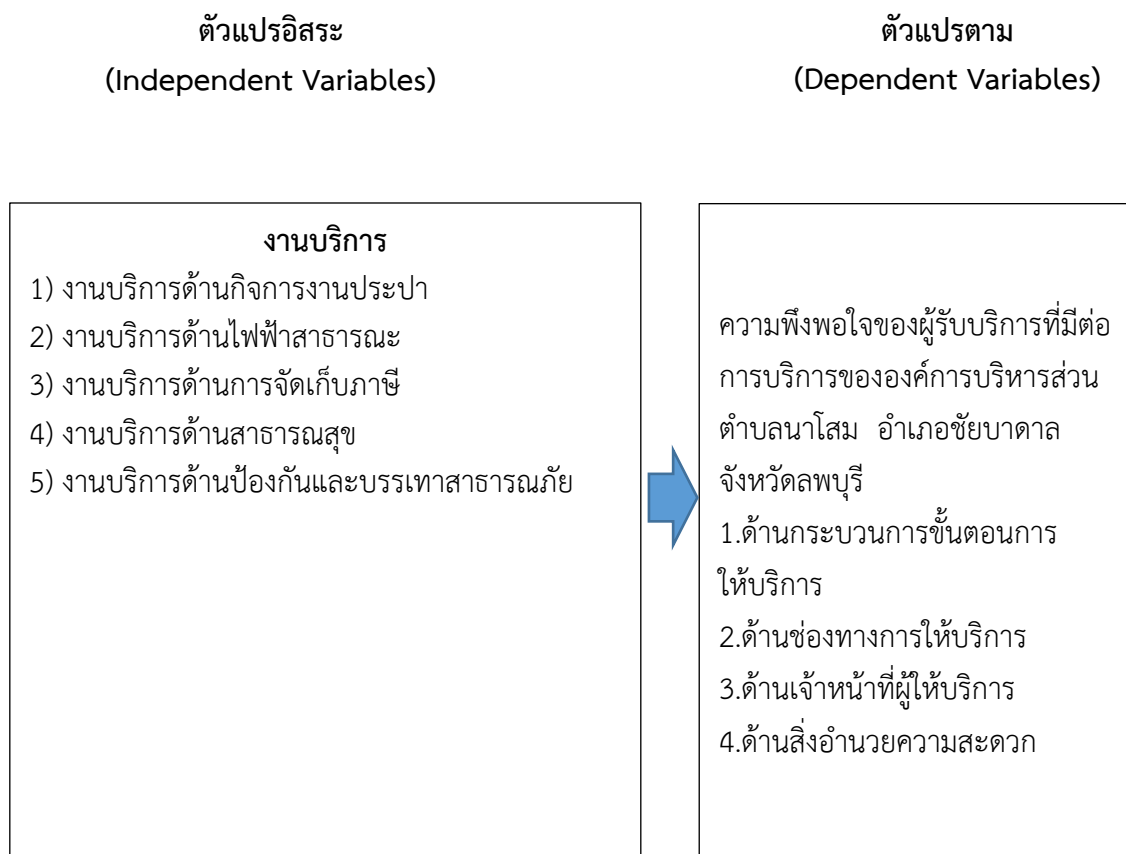 ตัวแปรอิสระ
(Independent Variables)
ตัวแปรตาม
(Dependent Variables)
งานบริการ
1) งานบริการด้านกิจการงานประปา
2) งานบริการด้านไฟฟ้าสาธารณะ
3) งานบริการด้านการจัดเก็บภาษี
4) งานบริการด้านสาธารณสุข
5) งานบริการด้านป้องกันและบรรเทาสาธารณภัย
ความพึงพอใจของผู้รับบริการที่มีต่อ
การบริการขององค์การบริหารส่วน
ตำบลนาโสม อำเภอชัยบาดาล
จังหวัดลพบุรี
1.ด้านกระบวนการขั้นตอนการ
ให้บริการ
2.ด้านช่องทางการให้บริการ
3.ด้านเจ้าหน้าที่ผู้ให้บริการ
4.ด้านสิ่งอำนวยความสะดวก